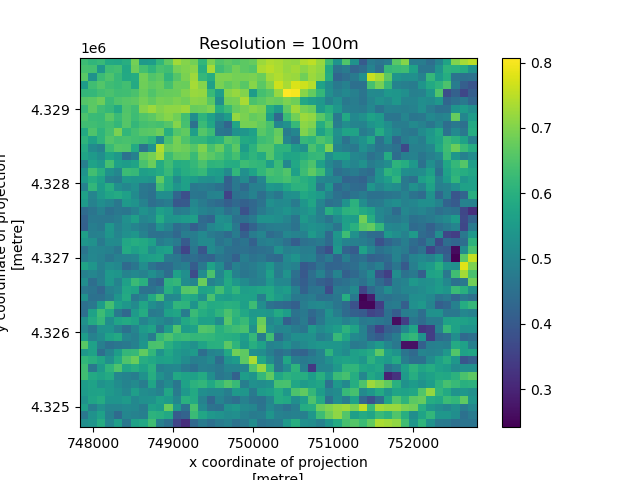 Resolution = 100m
1e6
4.329
4.328
4.327
4.326
4.325
748000 749000 750000 751000 752000
x coordinate of projection
[metre]
y coordinate of projection
[metre]
0.8
0.7
0.6
0.5
0.4
0.3